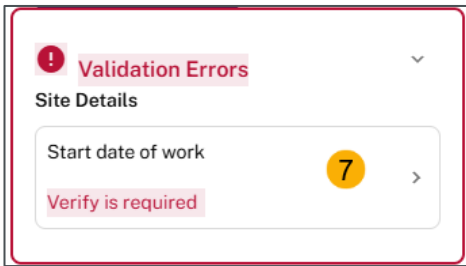 Validation Errors
Site Details
Start date of work
7
Verify is required